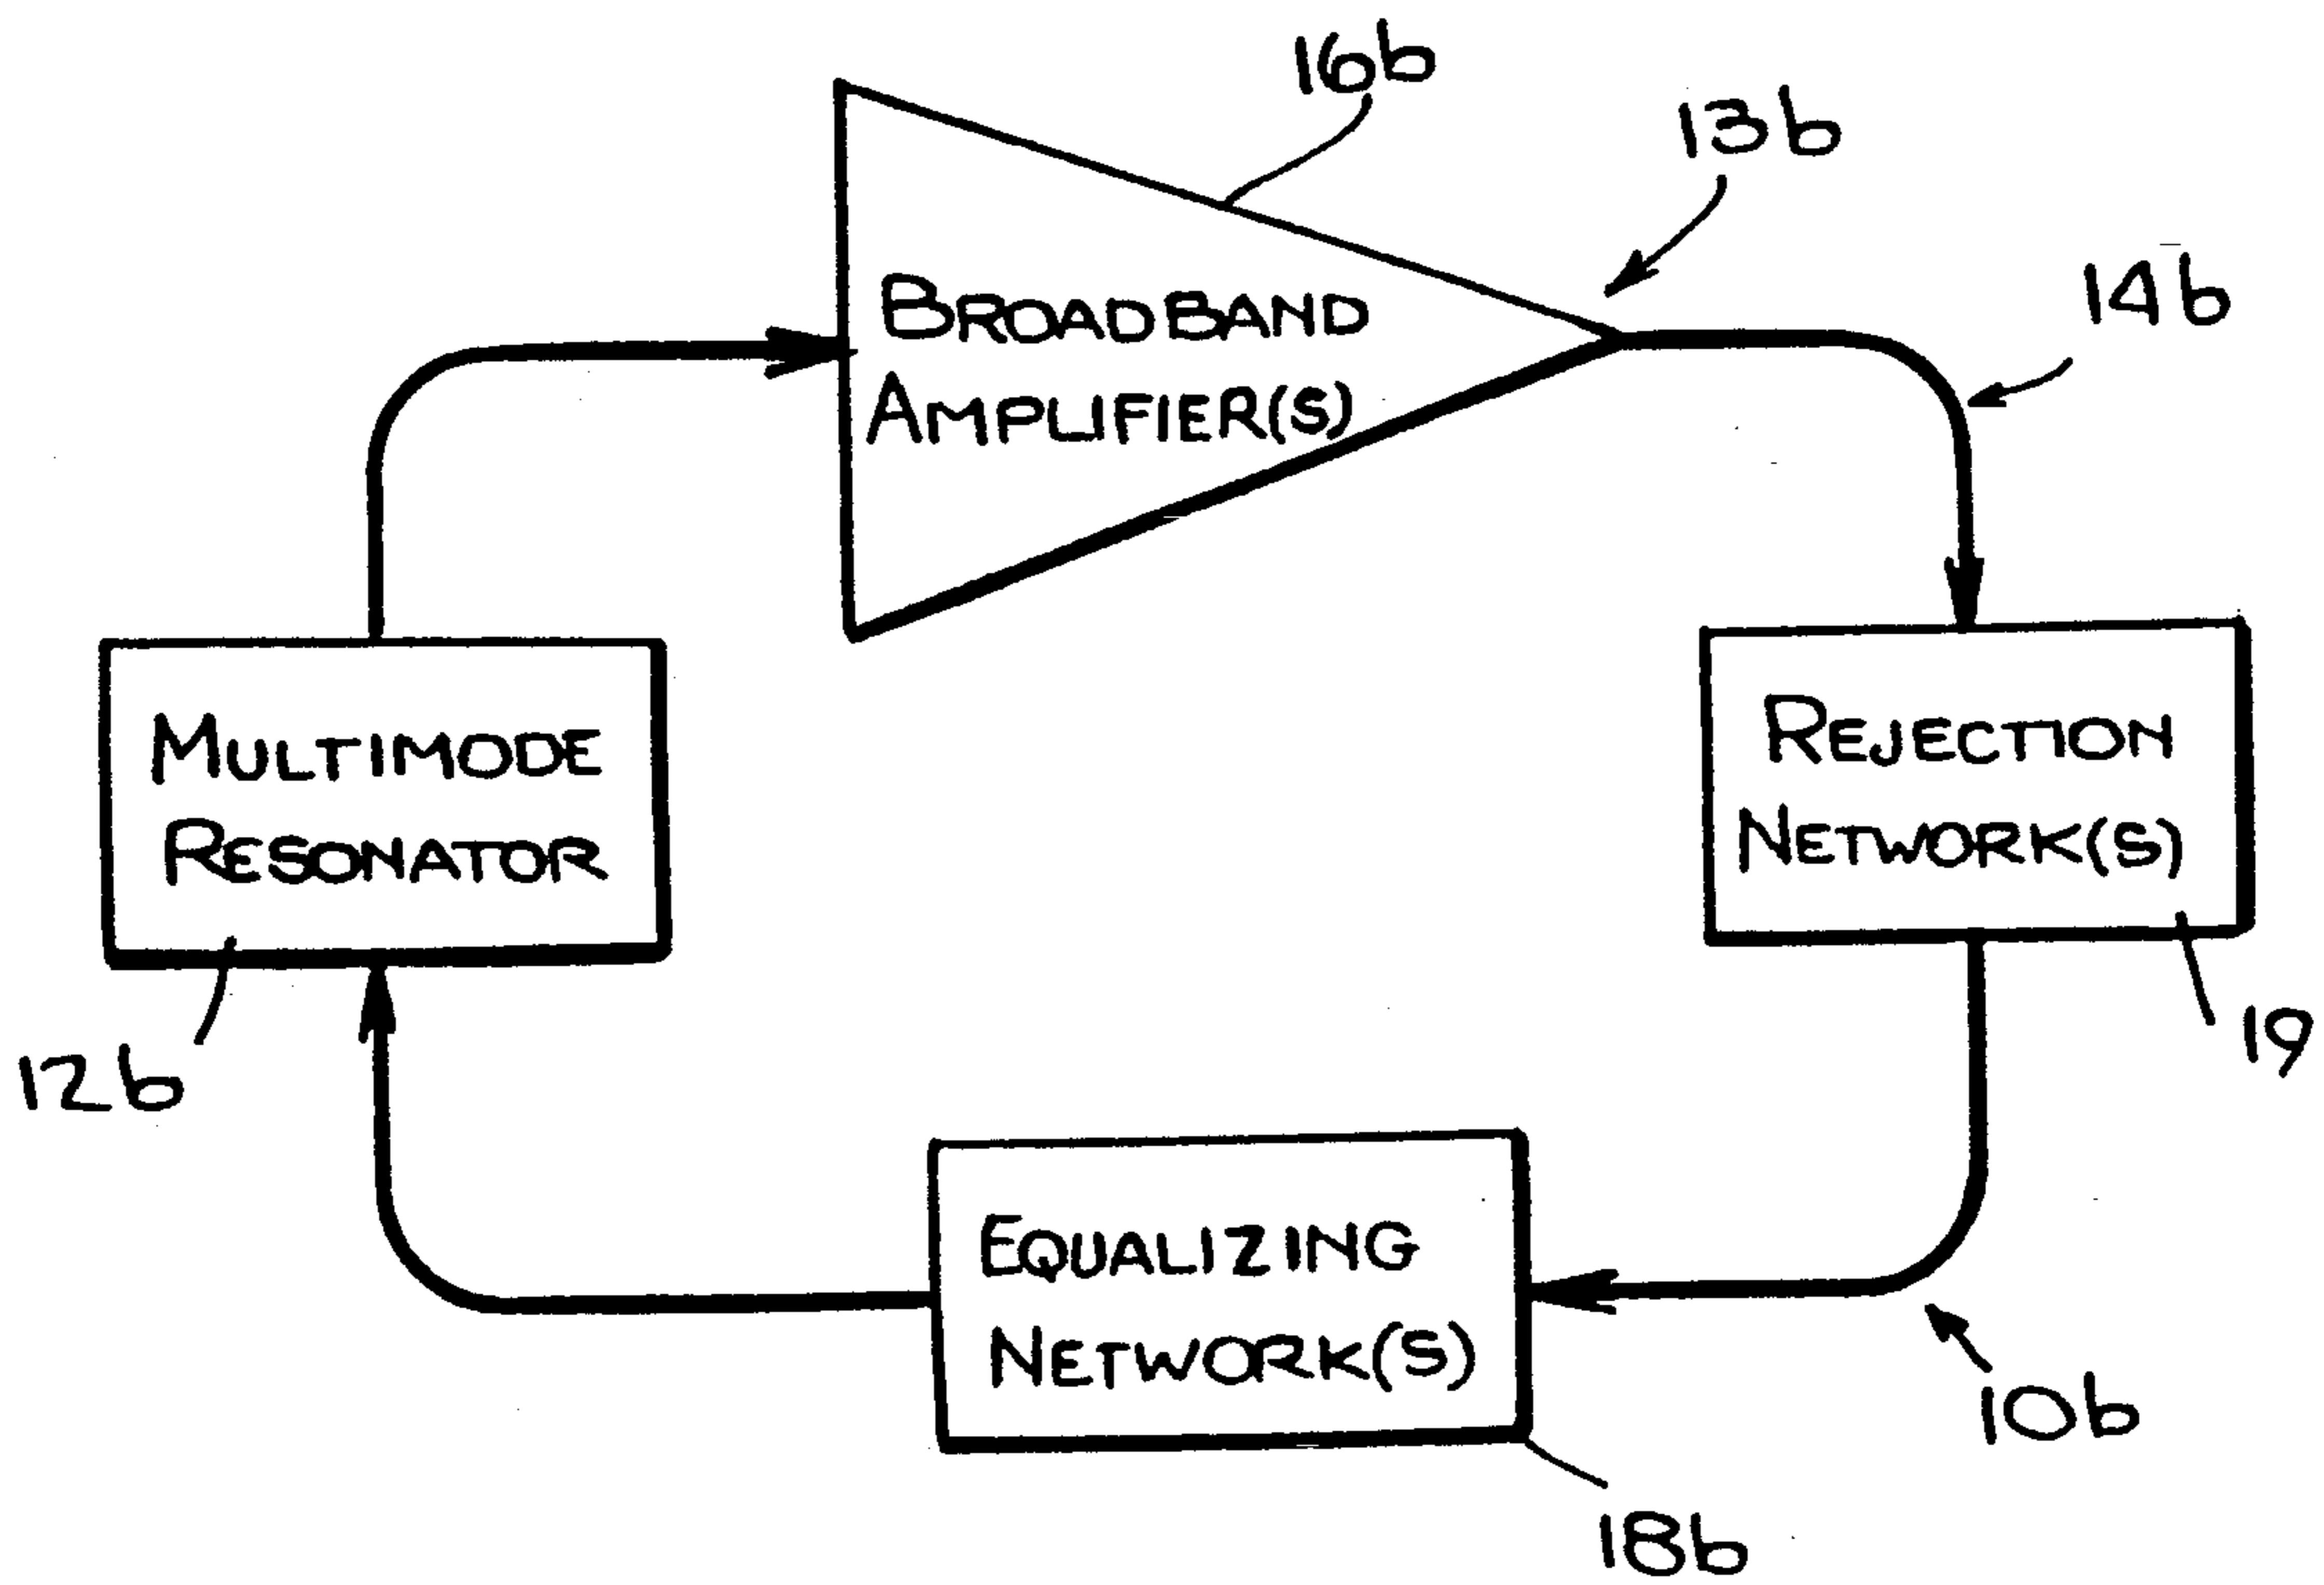 16b
13b
14b
BROADBAND
AMPLIFIER(S)
MULTIMODE
RESONATOR
REJECTION
NETWORK(S)
12b
19
EQUALIZING
NETWORK(S)
10b
18b